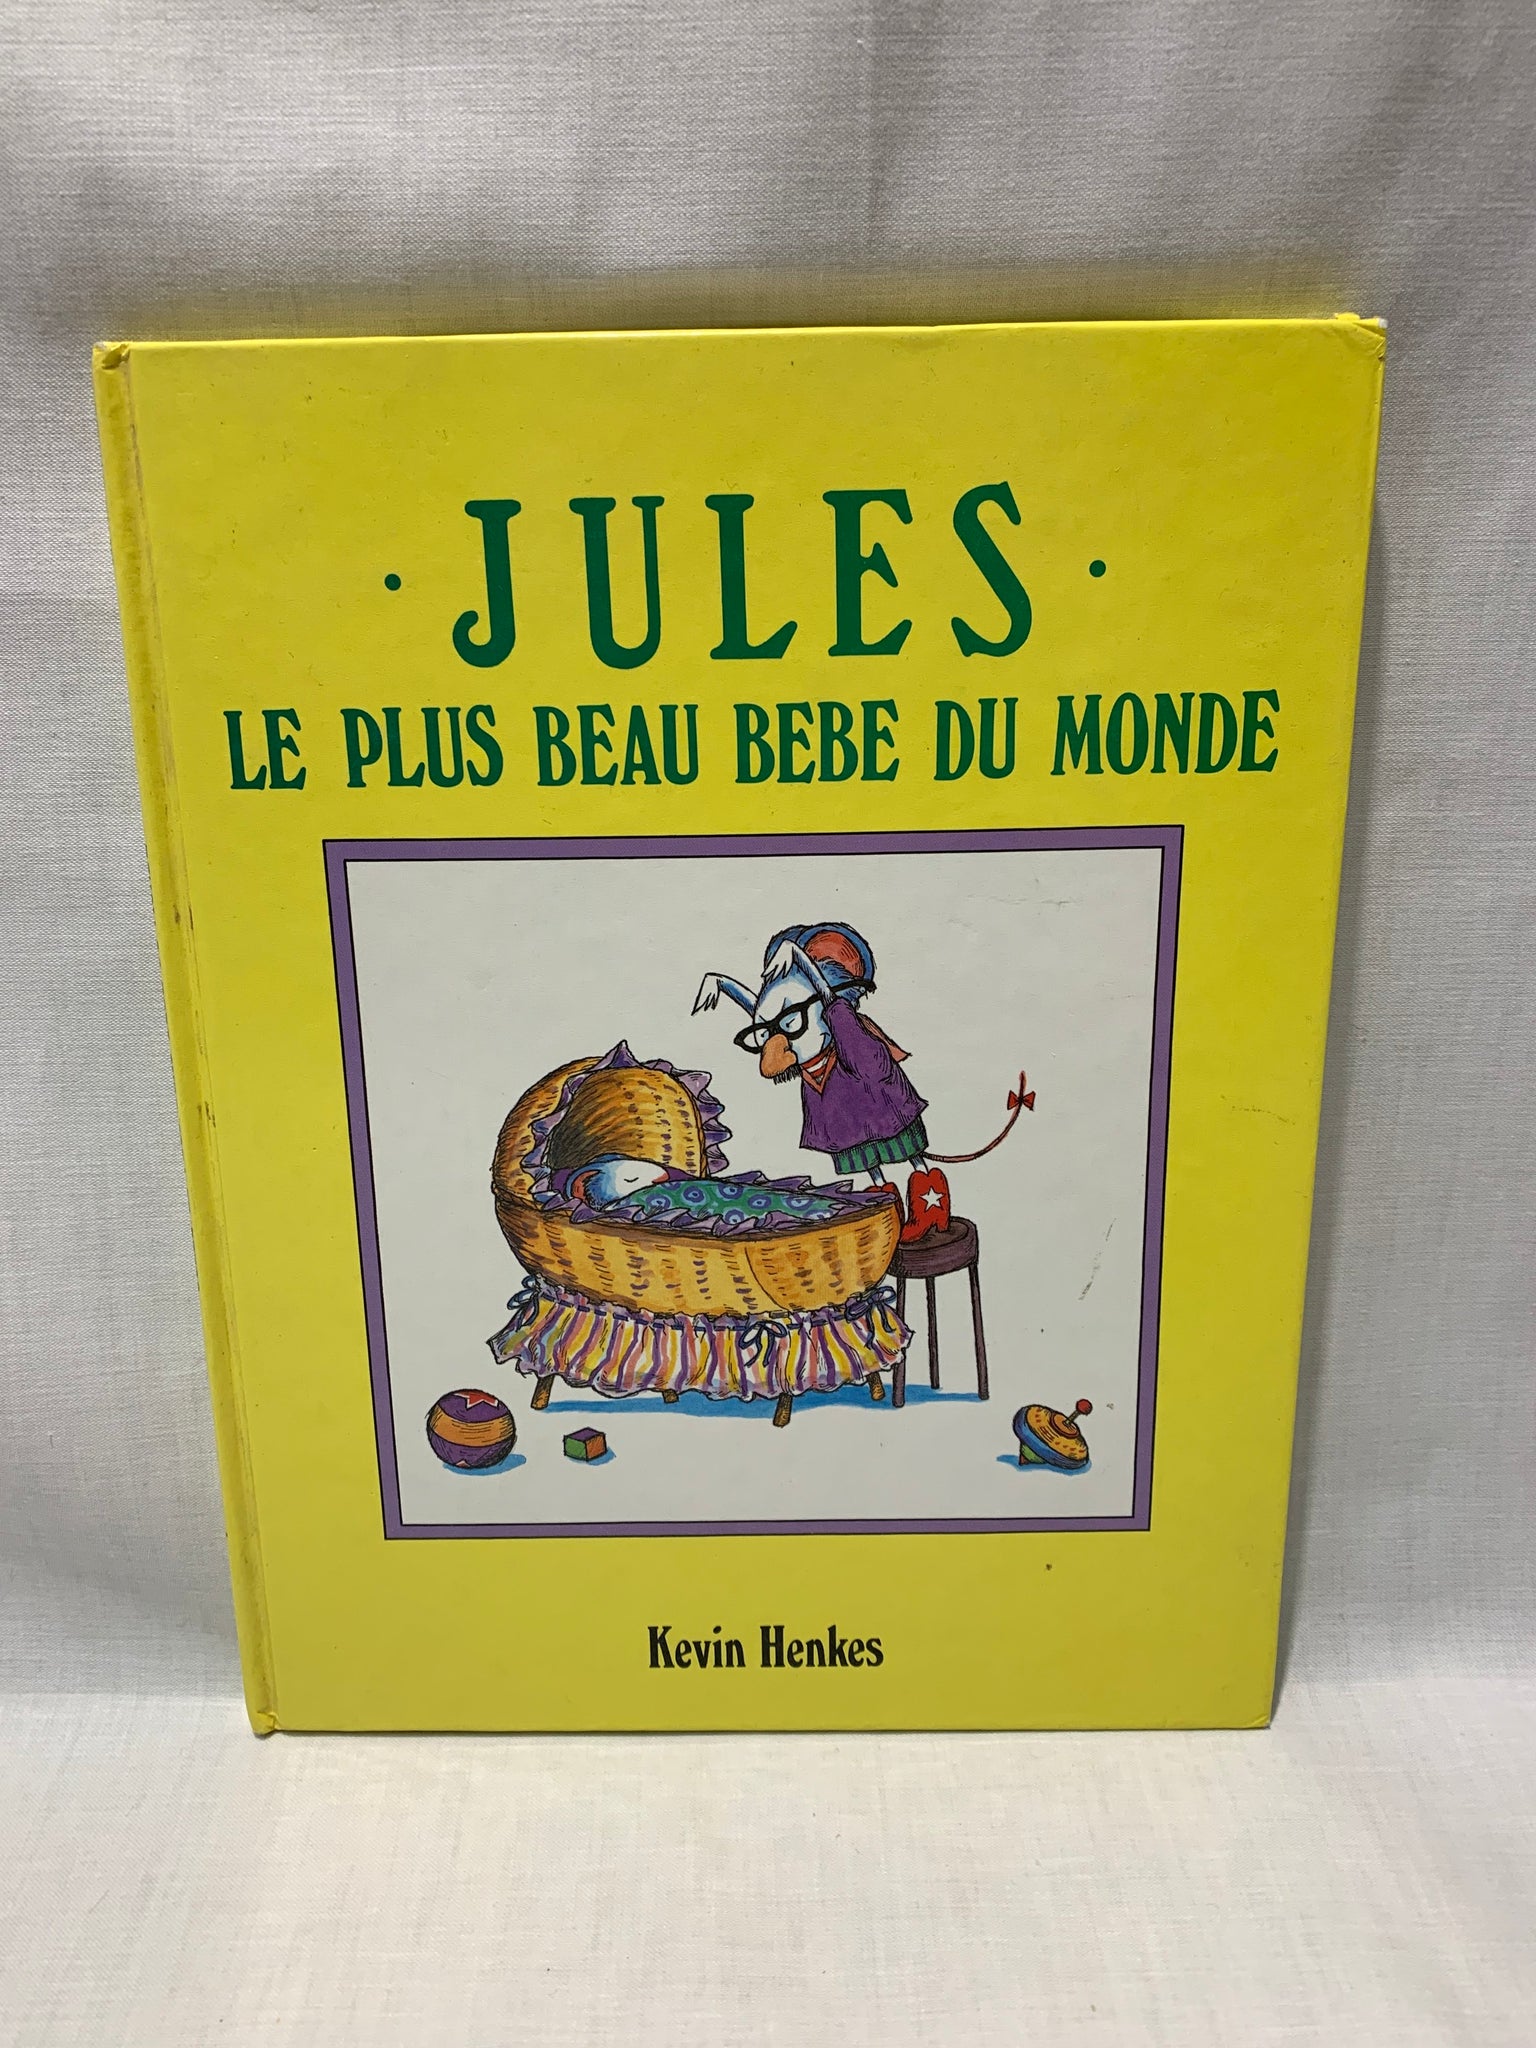 · JULES ·
LE PLUS BEAU BEBE DU MONDE
Kevin Henkes